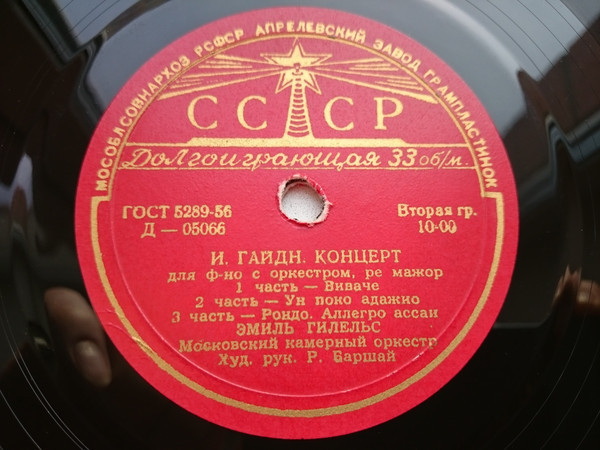 МОСОБЛСОВНАРХОЗ РСФСР АПРЕЛЕВСКИЙ ЗАВОД ГРАМПЛАСТИНОК
СССР
Долгоиграющая 33 об/м.
ГОСТ 5289-56
Д — 05066
Вторая гр.
10-00
И. ГАЙДН. КОНЦЕРТ
для ф-но с оркестром, ре мажор
1 часть — Виваче
2 часть — Ун поко адажио
3 часть — Рондо. Аллегро ассаи
ЭМИЛЬ ГИЛЕЛЬС
Московский камерный оркестр
Худ. рук. Р. Баршай